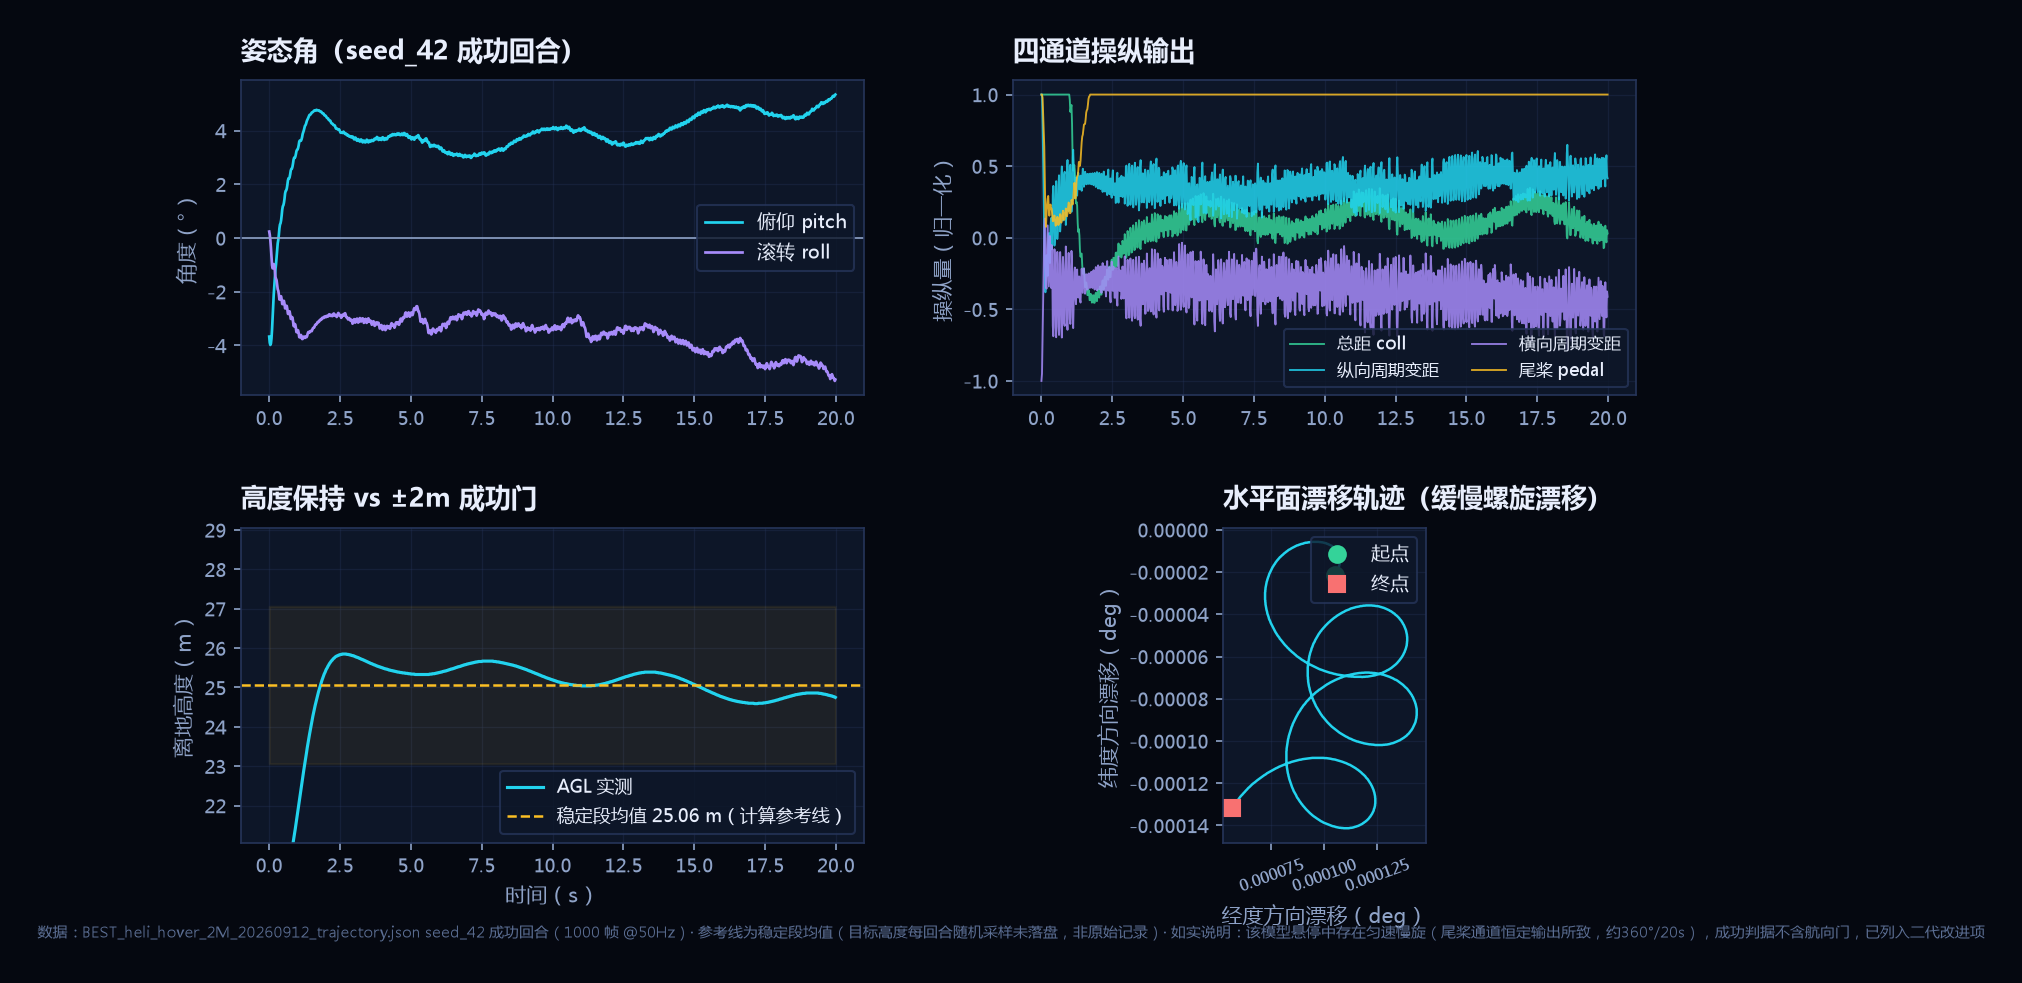 姿态角（seed_42 成功回合）
角度 ( ° )
4
2
0
-2
-4
0.0 2.5 5.0 7.5 10.0 12.5 15.0 17.5 20.0
俯仰 pitch
滚转 roll
四通道操纵输出
操纵量 ( 归一化 )
1.0
0.5
0.0
-0.5
-1.0
0.0 2.5 5.0 7.5 10.0 12.5 15.0 17.5 20.0
总距 coll
纵向周期变距
横向周期变距
尾桨 pedal
高度保持 vs ±2m 成功门
离地高度 ( m )
29
28
27
26
25
24
23
22
0.0 2.5 5.0 7.5 10.0 12.5 15.0 17.5 20.0
时间 ( s )
AGL 实测
稳定段均值 25.06 m ( 计算参考线 )
水平面漂移轨迹（缓慢螺旋漂移）
纬度方向漂移 ( deg )
0.00000
-0.00002
-0.00004
-0.00006
-0.00008
-0.00010
-0.00012
-0.00014
0.000075 0.000100 0.000125
经度方向漂移 ( deg )
起点
终点
数据：BEST_heli_hover_2M_20260912_trajectory.json seed_42 成功回合 ( 1000 帧 @50Hz ) · 参考线为稳定段均值 ( 目标高度每回合随机采样未落盘，非原始记录 ) · 如实说明：该模型悬停中存在匀速慢旋 ( 尾桨通道恒定输出所致，约360°/20s )，成功判据不含航向门，已列入二代改进项